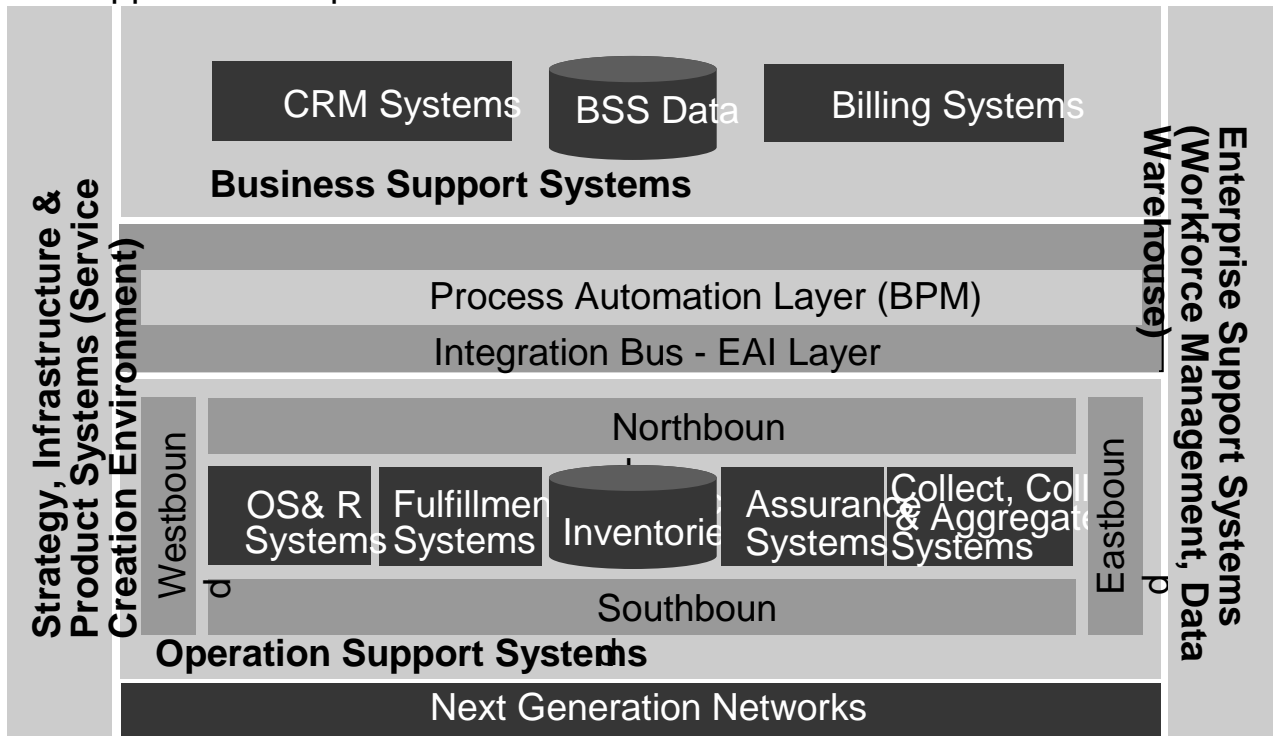 CRM Systems
BSS Data
Billing Systems
Business Support Systems
Process Automation Layer (BPM)
Integration Bus - EAI Layer
Strategy, Infrastructure &
Product Systems (Service
Creation Environment)
Enterprise Support Systems
(Workforce Management, Data
Warehouse)
Northboun
Westboun
d
OS& R
Systems
Fulfillmen
Systems
Inventorie
Assurance
Systems
Collect, Coll
& Aggregate
Systems
Eastboun
d
Southboun
d
Operation Support Systems
Next Generation Networks